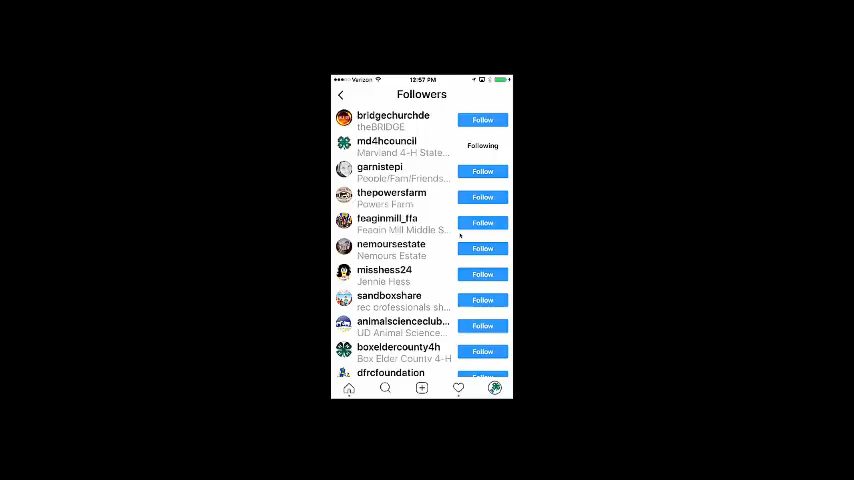 Verizon 12:57 PM
Followers
bridgechurchde
theBRIDGE
Follow
md4hcouncil
Maryland 4-H State...
Following
garnistepi
People/Fam/Friends...
Follow
thepowersfarm
Powers Farm
Follow
feaginmill_ffa
Feagin Mill Middle S...
Follow
nemoursestate
Nemours Estate
Follow
misshess24
Jennie Hess
Follow
sandboxshare
rec professionals sh...
Follow
animalscienceclub...
UD Animal Science...
Follow
boxeldercounty4h
Box Elder County 4-H
Follow
dfrcfoundation
Follow